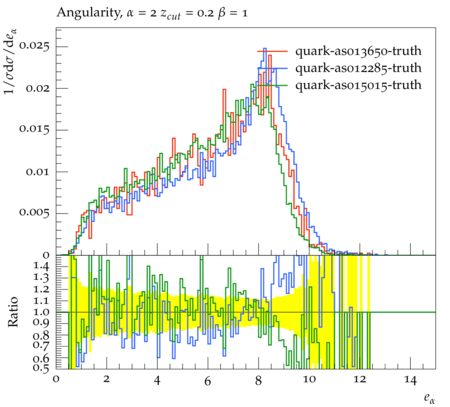 Angularity, α = 2 z_cut = 0.2 β = 1
1/σdσ/de_α
0.025
0.02
0.015
0.01
0.005
0
quark-as013650-truth
quark-as012285-truth
quark-as015015-truth
Ratio
1.4
1.3
1.2
1.1
1.0
0.9
0.8
0.7
0.6
0.5
0 2 4 6 8 10 12 14
e_α